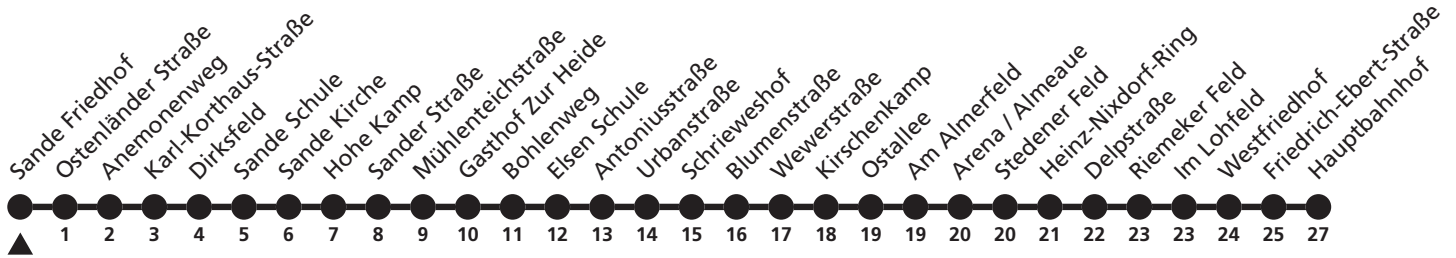 Sande Friedhof
Ostenländer Straße
Anemonenweg
Karl-Korthaus-Straße
Dirksfeld
Sande Schule
Sande Kirche
Hohe Kamp
Sander Straße
Mühlenteichstraße
Gasthof Zur Heide
Bohlenweg
Elsen Schule
Antoniusstraße
Urbanstraße
Schrieweshof
Blumenstraße
Wewerstraße
Kirschenkamp
Ostallee
Am Almerfeld
Arena / Almeaue
Stedener Feld
Heinz-Nixdorf-Ring
Delpstraße
Riemeker Feld
Im Lohfeld
Westfriedhof
Friedrich-Ebert-Straße
Hauptbahnhof
1 2 3 4 5 6 7 8 9 10 11 12 13 14 15 16 17 18 19 19 20 20 21 22 23 23 24 25 27